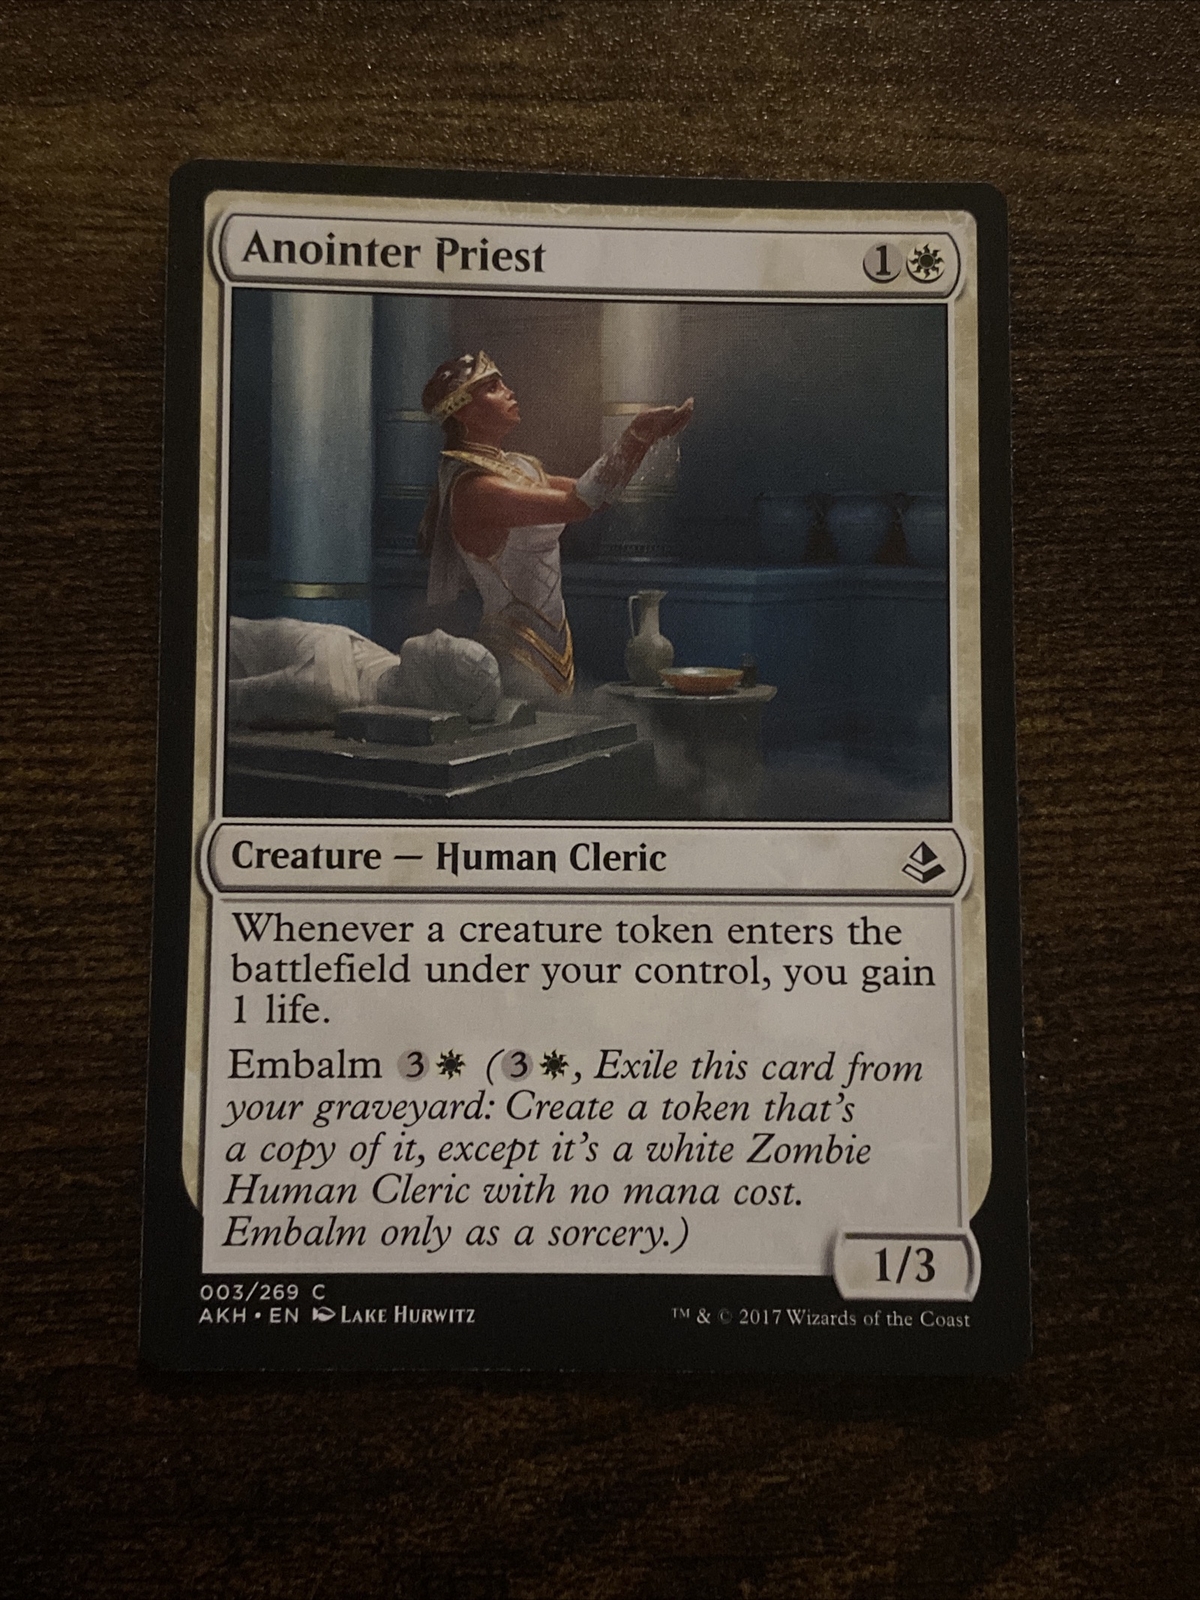 Anointer Priest 1
Creature — Human Cleric
Whenever a creature token enters the
battlefield under your control, you gain
1 life.
Embalm 3 (3, Exile this card from
your graveyard: Create a token that's
a copy of it, except it's a white Zombie
Human Cleric with no mana cost.
Embalm only as a sorcery.)
1/3
003/269 C
AKH • EN LAKE HURWITZ
™ & © 2017 Wizards of the Coast